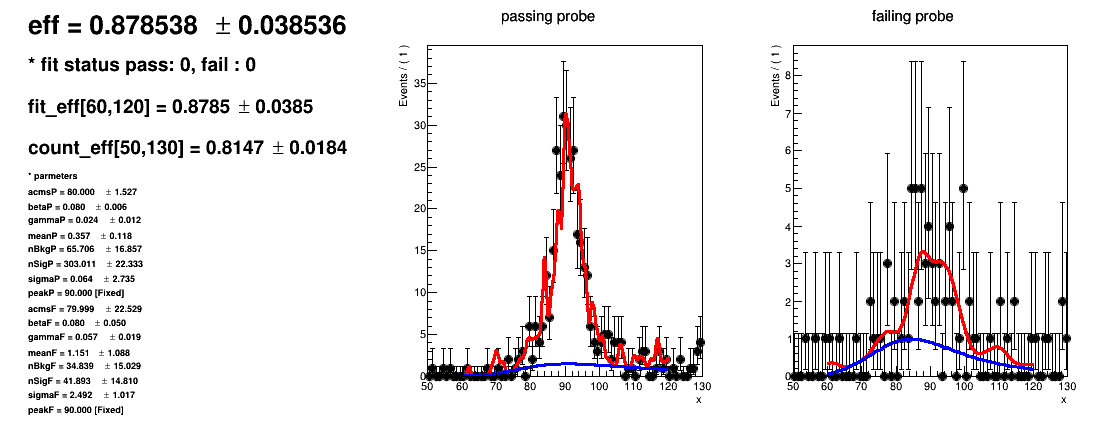 eff = 0.878538 ± 0.038536
* fit status pass: 0, fail : 0
fit_eff[60,120] = 0.8785 ± 0.0385
count_eff[50,130] = 0.8147 ± 0.0184
* parmeters
acmsP = 80.000 ± 1.527
betaP = 0.080 ± 0.006
gammaP = 0.024 ± 0.012
meanP = 0.357 ± 0.118
nBkgP = 65.706 ± 16.857
nSigP = 303.011 ± 22.333
sigmaP = 0.064 ± 2.735
peakP = 90.000 [Fixed]
acmsF = 79.999 ± 22.529
betaF = 0.080 ± 0.050
gammaF = 0.057 ± 0.019
meanF = 1.151 ± 1.088
nBkgF = 34.839 ± 15.029
nSigF = 41.893 ± 14.810
sigmaF = 2.492 ± 1.017
peakF = 90.000 [Fixed]
passing probe
Events / ( 1 )
35
30
25
20
15
10
5
0
50 60 70 80 90 100 110 120 130
x
failing probe
Events / ( 1 )
8
7
6
5
4
3
2
1
0
50 60 70 80 90 100 110 120 130
x